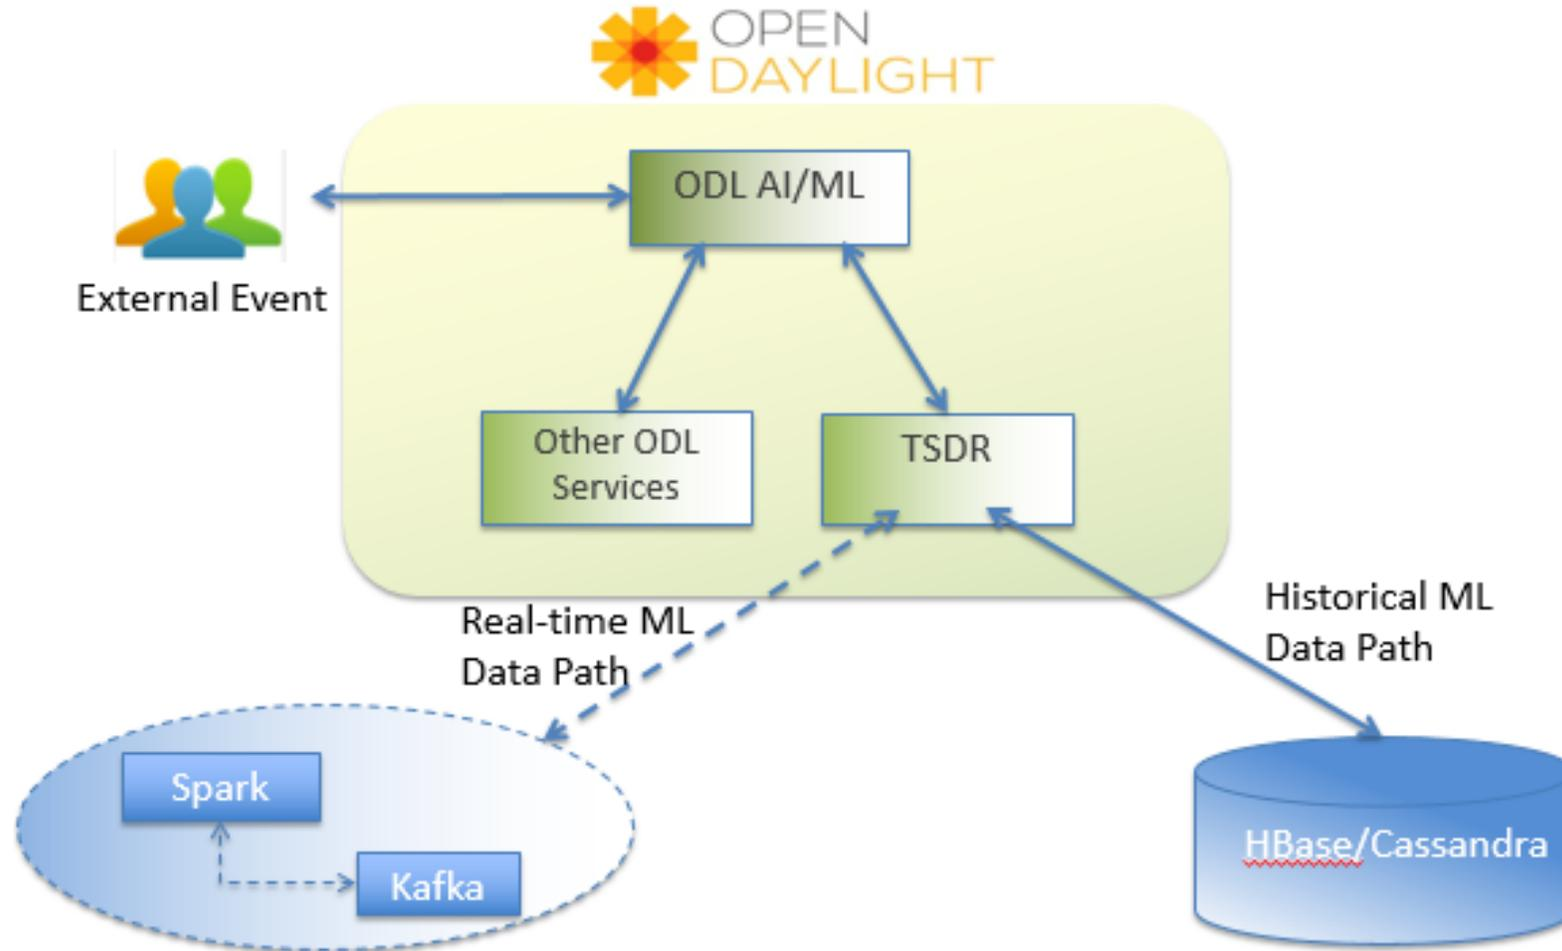 OPEN
DAYLIGHT
ODL AI/ML
External Event
Other ODL
Services
TSDR
Real-time ML
Data Path
Historical ML
Data Path
Spark
Kafka
HBase/Cassandra